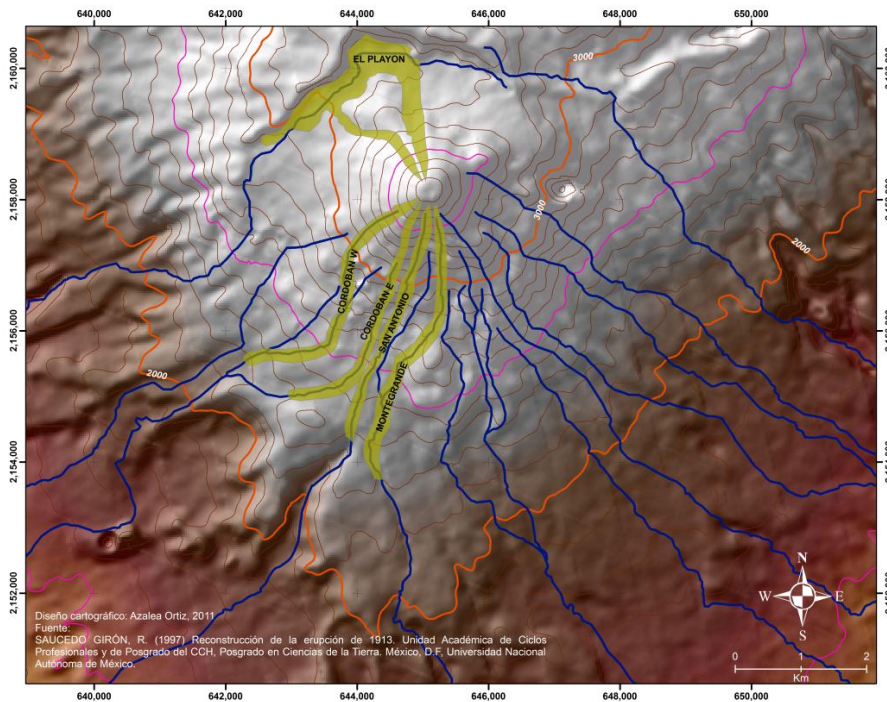 640,000 642,000 644,000 646,000 648,000 650,000
2,160,000
2,158,000
2,156,000
2,154,000
2,152,000
EL PLAYON
3000
3000
2000
2000
CORDOBAN W
CORDOBAN E
SAN ANTONIO
MONTEGRANDE
N
W E
S
0 1 2
Km
Diseño cartográfico: Azalea Ortiz, 2011
Fuente:
SAUCEDO GIRÓN, R. (1997) Reconstrucción de la erupción de 1913. Unidad Académica de Ciclos
Profesionales y de Posgrado del CCH, Posgrado en Ciencias de la Tierra. México, D.F, Universidad Nacional
Autónoma de México.
640,000 642,000 644,000 646,000 648,000 650,000